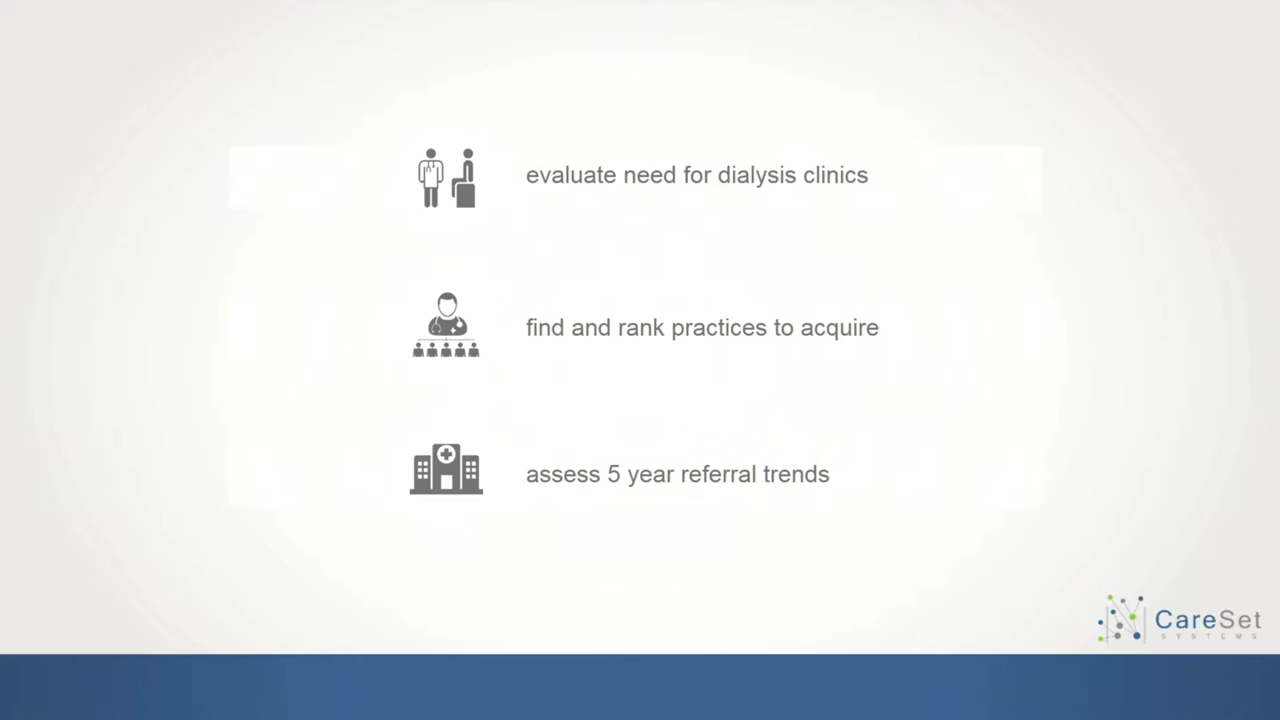 evaluate need for dialysis clinics
find and rank practices to acquire
assess 5 year referral trends
CareSet
SYSTEMS